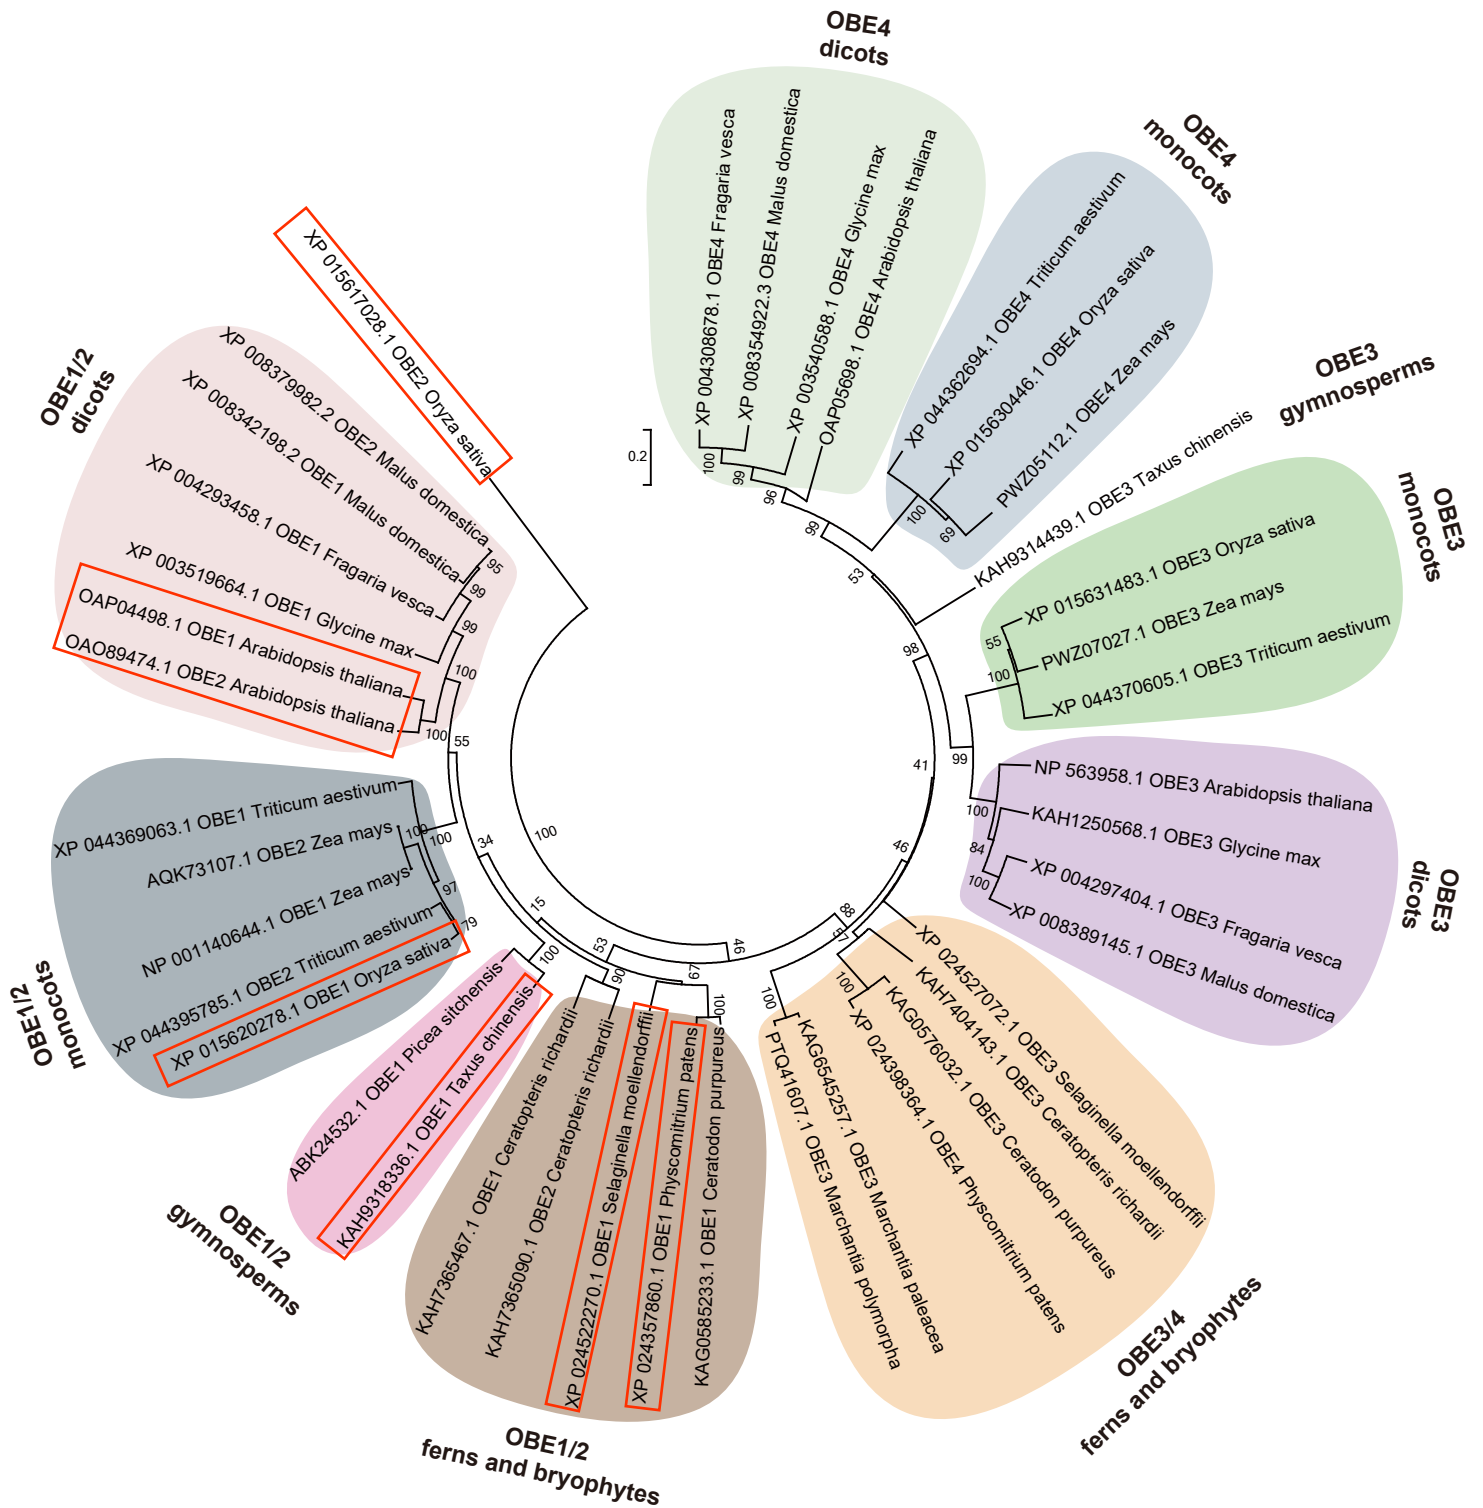 OBE4
dicots
XP 004308678.1 OBE4 Fragaria vesca
XP 008354922.3 OBE4 Malus domestica
XP 003540588.1 OBE4 Glycine max
OAP05698.1 OBE4 Arabidopsis thaliana
OBE4
monocots
XP 044362694.1 OBE4 Triticum aestivum
XP 015630446.1 OBE4 Oryza sativa
PWZ05112.1 OBE4 Zea mays
OBE3
gymnosperms
KAH9314439.1 OBE3 Taxus chinensis
OBE3
monocots
XP 015631483.1 OBE3 Oryza sativa
PWZ07027.1 OBE3 Zea mays
XP 044370605.1 OBE3 Triticum aestivum
OBE3
dicots
NP 563958.1 OBE3 Arabidopsis thaliana
KAH1250568.1 OBE3 Glycine max
XP 004297404.1 OBE3 Fragaria vesca
XP 008389145.1 OBE3 Malus domestica
OBE3/4
ferns and bryophytes
XP 024527072.1 OBE3 Selaginella moellendorffii
KAH7404143.1 OBE3 Ceratopteris richardii
KAG0576032.1 OBE3 Ceratodon purpureus
XP 024398364.1 OBE4 Physcomitrium patens
KAG6545257.1 OBE3 Marchantia paleacea
PTQ41607.1 OBE3 Marchantia polymorpha
OBE1/2
ferns and bryophytes
KAG0585233.1 OBE1 Ceratodon purpureus
XP 024357860.1 OBE1 Physcomitrium patens
XP 024522270.1 OBE1 Selaginella moellendorffii
KAH7365090.1 OBE2 Ceratopteris richardii
KAH7365467.1 OBE1 Ceratopteris richardii
OBE1/2
gymnosperms
KAH9318336.1 OBE1 Taxus chinensis
ABK24532.1 OBE1 Picea sitchensis
OBE1/2
monocots
XP 015620278.1 OBE1 Oryza sativa
XP 044395785.1 OBE2 Triticum aestivum
NP 001140644.1 OBE1 Zea mays
AQK73107.1 OBE2 Zea mays
XP 044369063.1 OBE1 Triticum aestivum
OBE1/2
dicots
OAO89474.1 OBE2 Arabidopsis thaliana
OAP04498.1 OBE1 Arabidopsis thaliana
XP 003519664.1 OBE1 Glycine max
XP 004293458.1 OBE1 Fragaria vesca
XP 008342198.2 OBE1 Malus domestica
XP 008379982.2 OBE2 Malus domestica
XP 015617028.1 OBE2 Oryza sativa
0.2
100
99
96
99
100
69
53
98
55
100
99
100
84
100
41
46
88
57
100
100
46
53
67
100
90
15
100
34
55
100
100
97
79
100
100
99
99
95
100